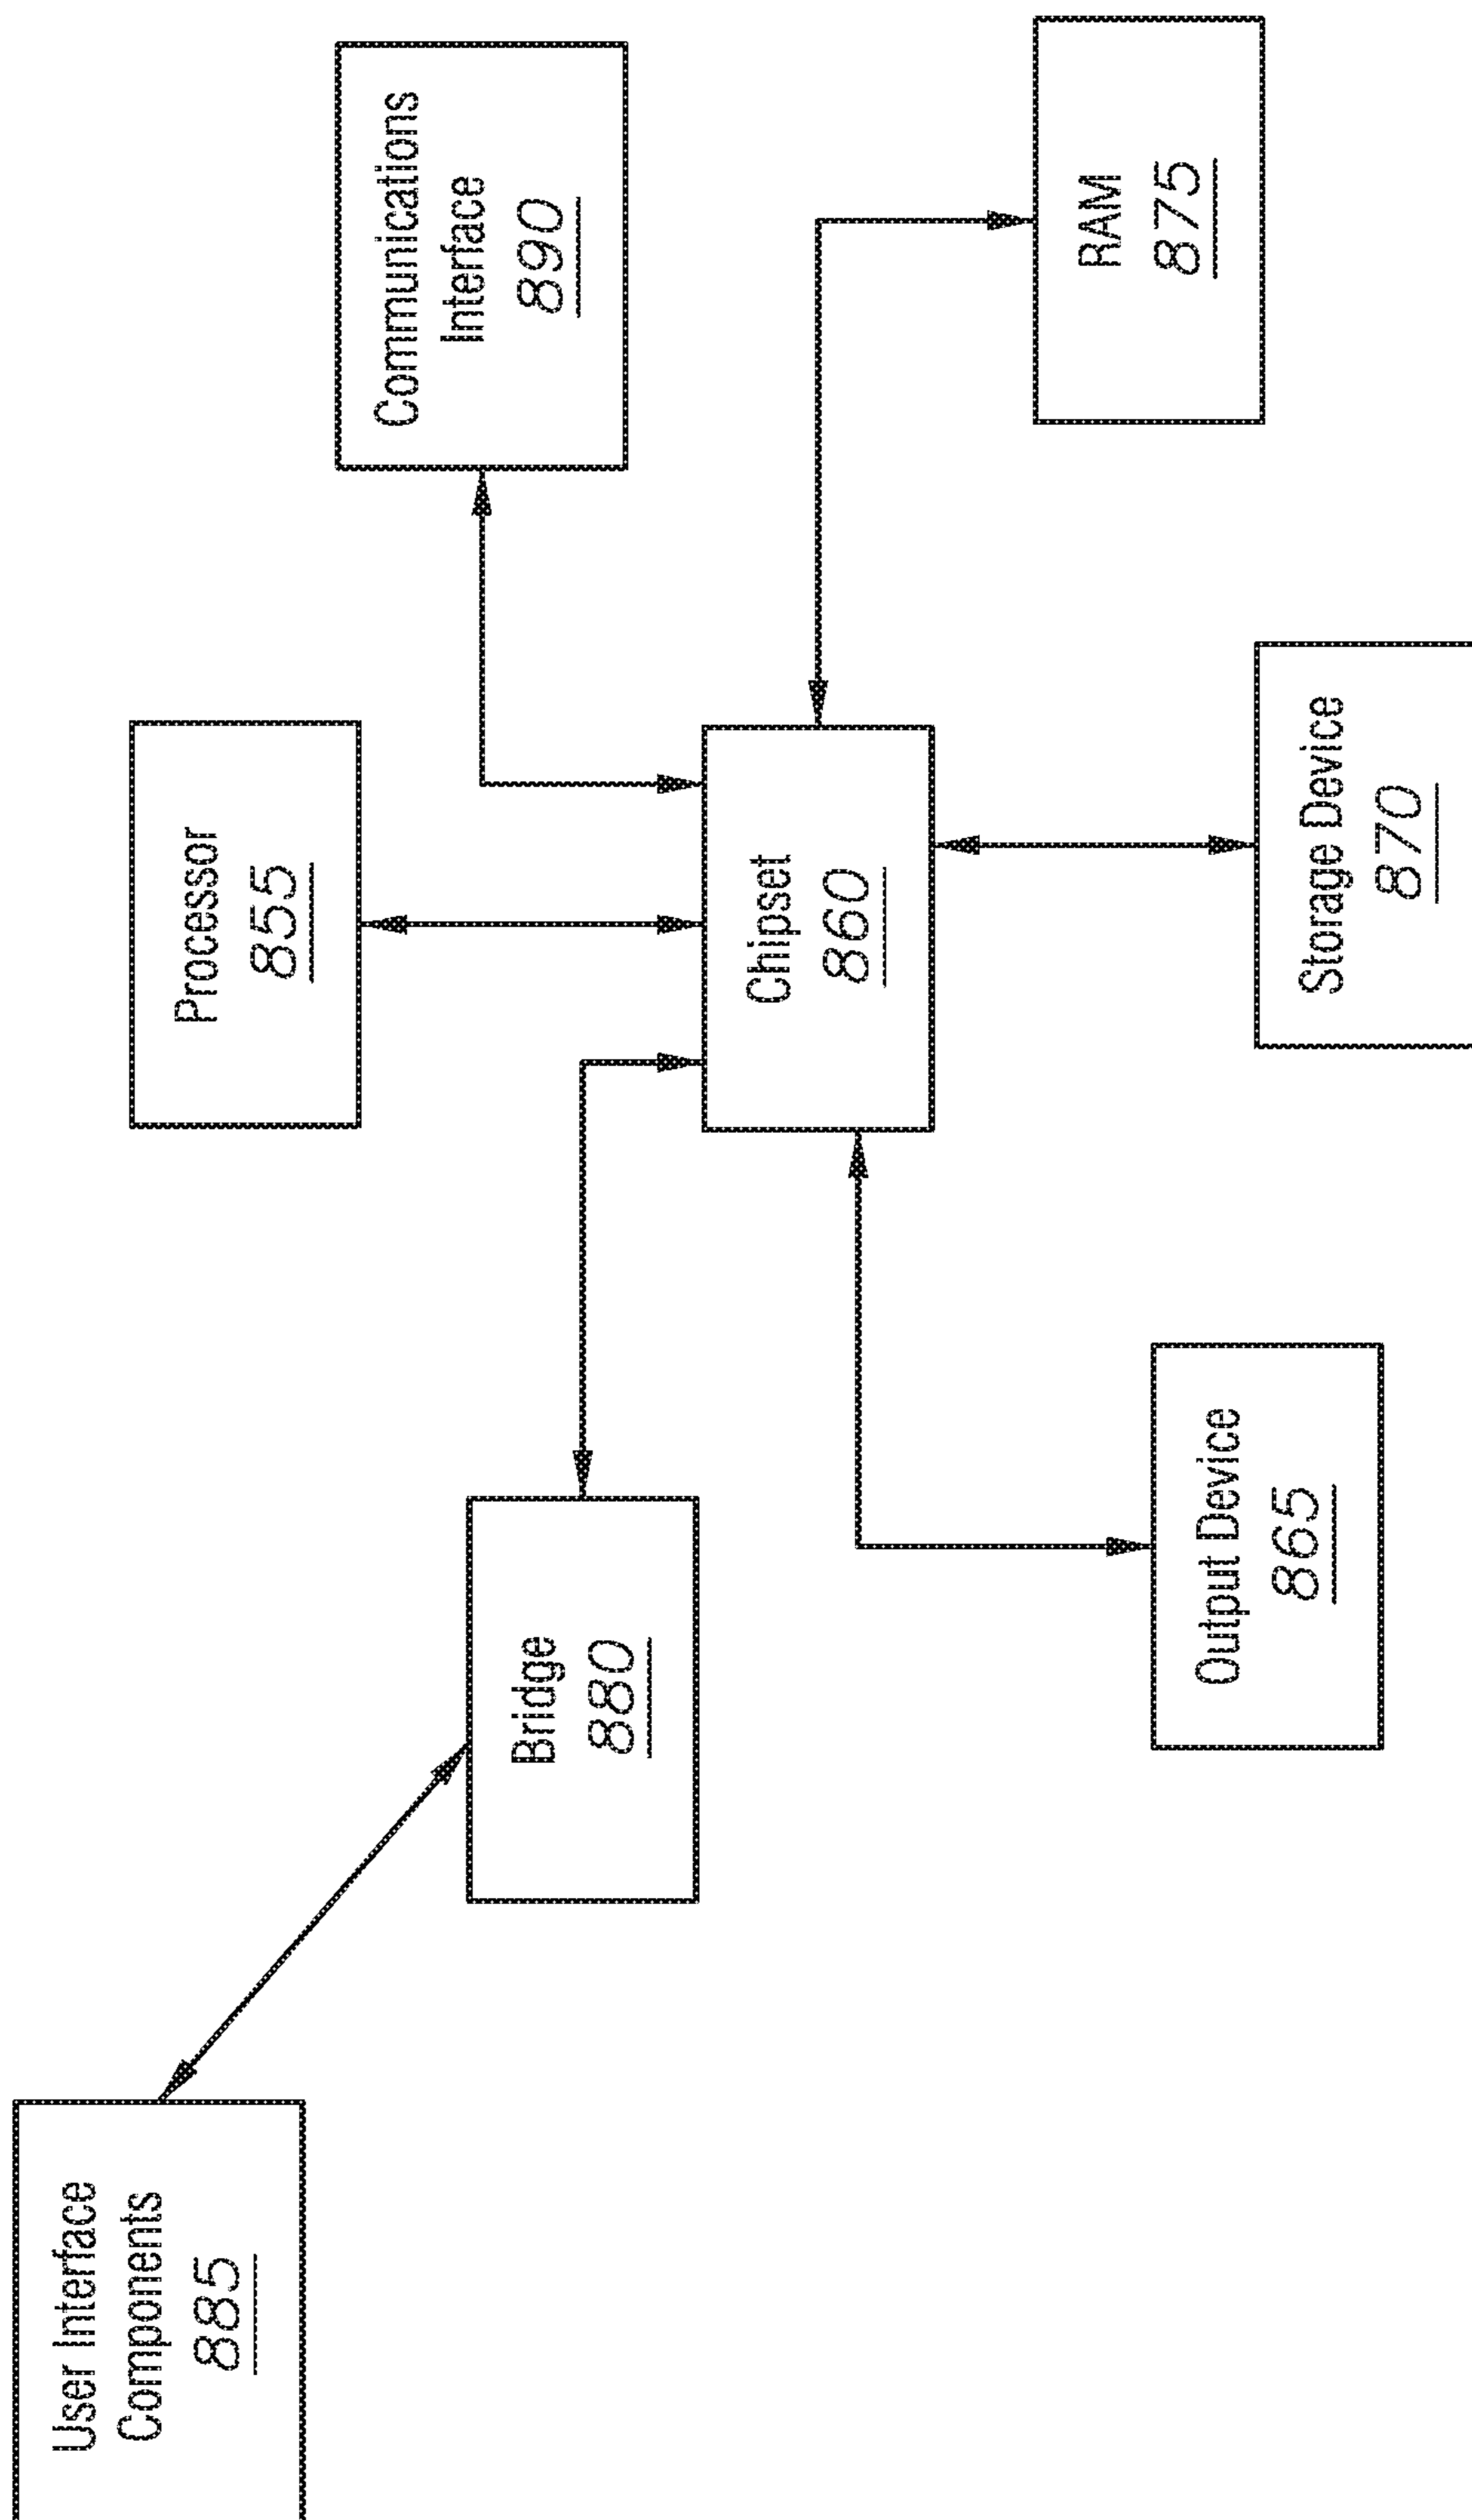 User Interface
Components
885
Processor
855
Communications
Interface
890
Bridge
880
Chipset
860
Output Device
865
Storage Device
870
RAM
875